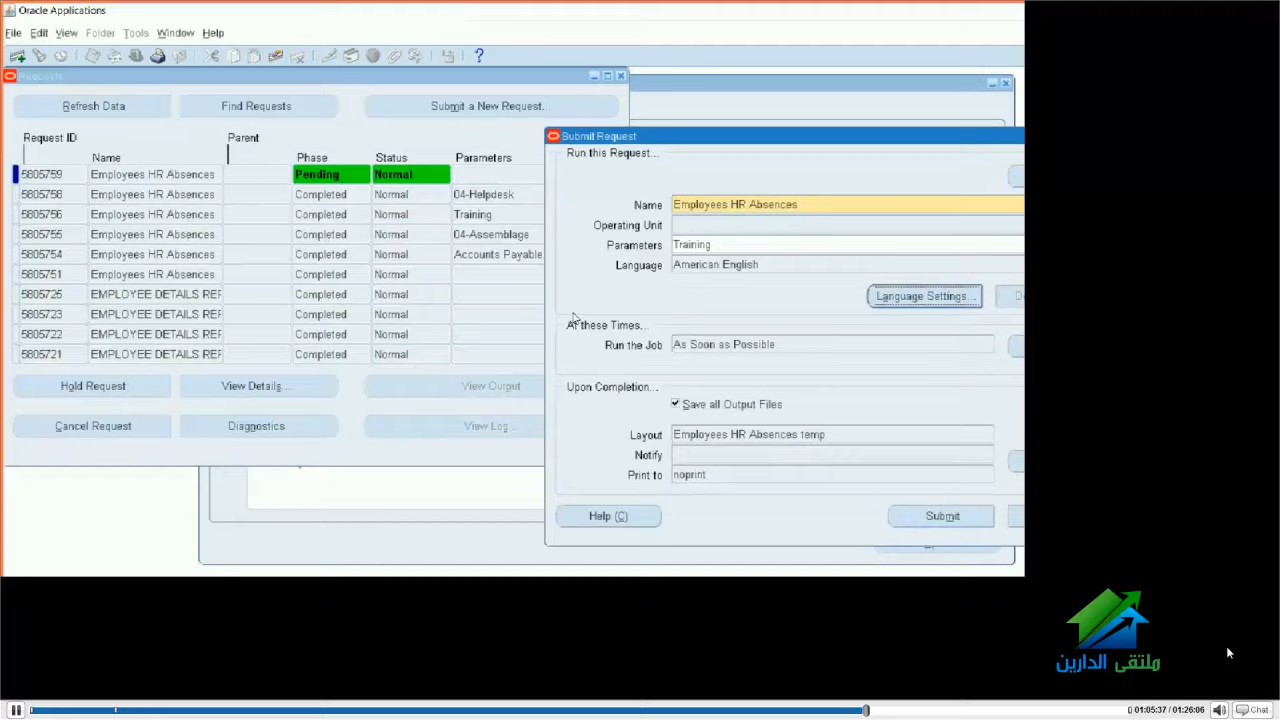 Oracle Applications
File Edit View Folder Tools Window Help
Requests
Refresh Data Find Requests Submit a New Request...
Request ID Parent
Name Phase Status Parameters
5805759 Employees HR Absences Pending Normal
5805758 Employees HR Absences Completed Normal 04-Helpdesk
5805756 Employees HR Absences Completed Normal Training
5805755 Employees HR Absences Completed Normal 04-Assemblage
5805754 Employees HR Absences Completed Normal Accounts Payable
5805751 Employees HR Absences Completed Normal
5805725 EMPLOYEE DETAILS REF Completed Normal
5805723 EMPLOYEE DETAILS REF Completed Normal
5805722 EMPLOYEE DETAILS REF Completed Normal
5805721 EMPLOYEE DETAILS REF Completed Normal
Hold Request View Details... View Output
Cancel Request Diagnostics View Log...
Submit Request
Run this Request...
Name Employees HR Absences
Operating Unit
Parameters Training
Language American English
Language Settings...
At these Times...
Run the Job As Soon as Possible
Upon Completion...
Save all Output Files
Layout Employees HR Absences temp
Notify
Print to noprint
Help (C) Submit
ملتقى الدارين
01:05:37 / 01:26:06 Chat